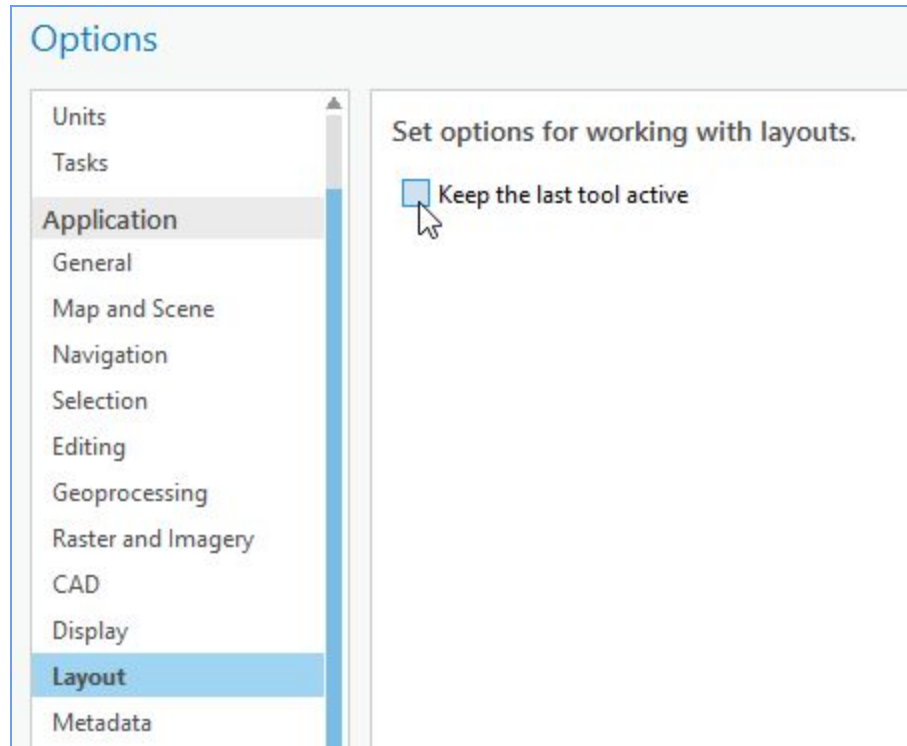 Options
Units
Tasks
Application
General
Map and Scene
Navigation
Selection
Editing
Geoprocessing
Raster and Imagery
CAD
Display
Layout
Metadata
Set options for working with layouts.
Keep the last tool active